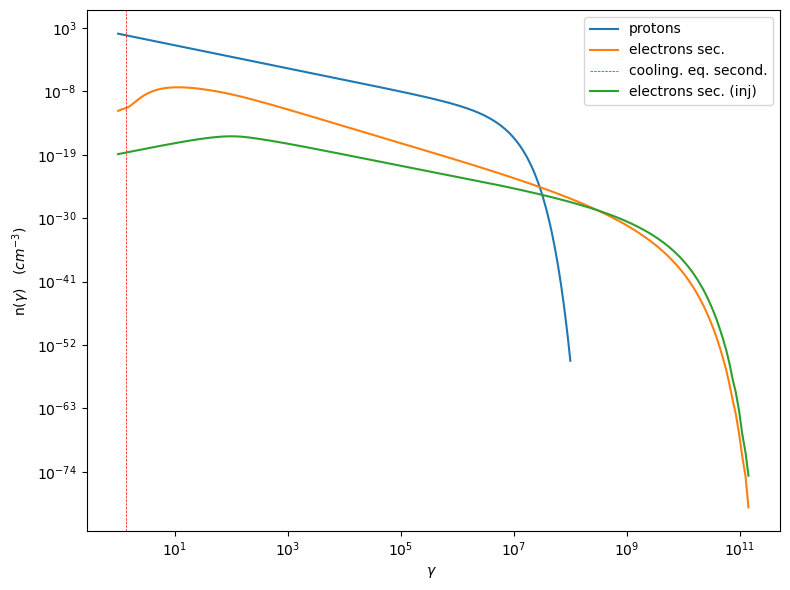 protons
electrons sec.
cooling. eq. second.
electrons sec. (inj)
n(γ) (cm⁻³)
10³
10⁻⁸
10⁻¹⁹
10⁻³⁰
10⁻⁴¹
10⁻⁵²
10⁻⁶³
10⁻⁷⁴
10¹ 10³ 10⁵ 10⁷ 10⁹ 10¹¹
γ